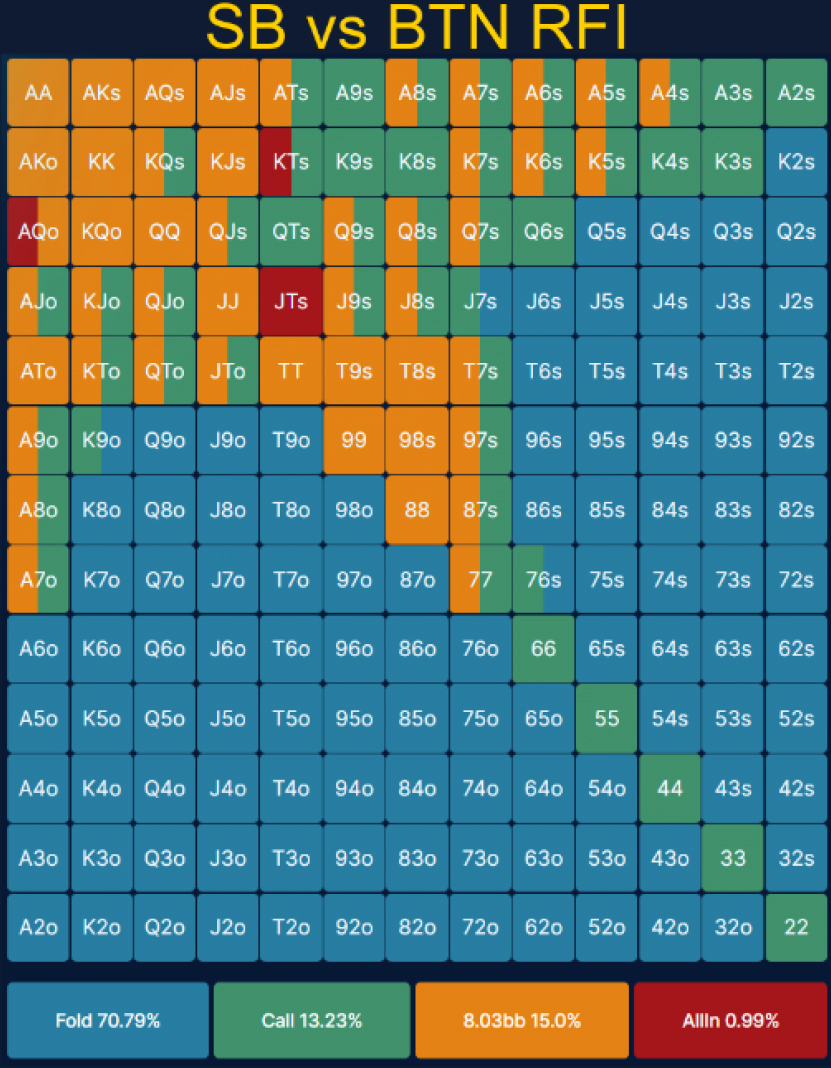 SB vs BTN RFI
AA AKs AQs AJs ATs A9s A8s A7s A6s A5s A4s A3s A2s
AKo KK KQs KJs KTs K9s K8s K7s K6s K5s K4s K3s K2s
AQo KQo QQ QJs QTs Q9s Q8s Q7s Q6s Q5s Q4s Q3s Q2s
AJo KJo QJo JJ JTs J9s J8s J7s J6s J5s J4s J3s J2s
ATo KTo QTo JTo TT T9s T8s T7s T6s T5s T4s T3s T2s
A9o K9o Q9o J9o T9o 99 98s 97s 96s 95s 94s 93s 92s
A8o K8o Q8o J8o T8o 98o 88 87s 86s 85s 84s 83s 82s
A7o K7o Q7o J7o T7o 97o 87o 77 76s 75s 74s 73s 72s
A6o K6o Q6o J6o T6o 96o 86o 76o 66 65s 64s 63s 62s
A5o K5o Q5o J5o T5o 95o 85o 75o 65o 55 54s 53s 52s
A4o K4o Q4o J4o T4o 94o 84o 74o 64o 54o 44 43s 42s
A3o K3o Q3o J3o T3o 93o 83o 73o 63o 53o 43o 33 32s
A2o K2o Q2o J2o T2o 92o 82o 72o 62o 52o 42o 32o 22
Fold 70.79% Call 13.23% 8.03bb 15.0% AllIn 0.99%